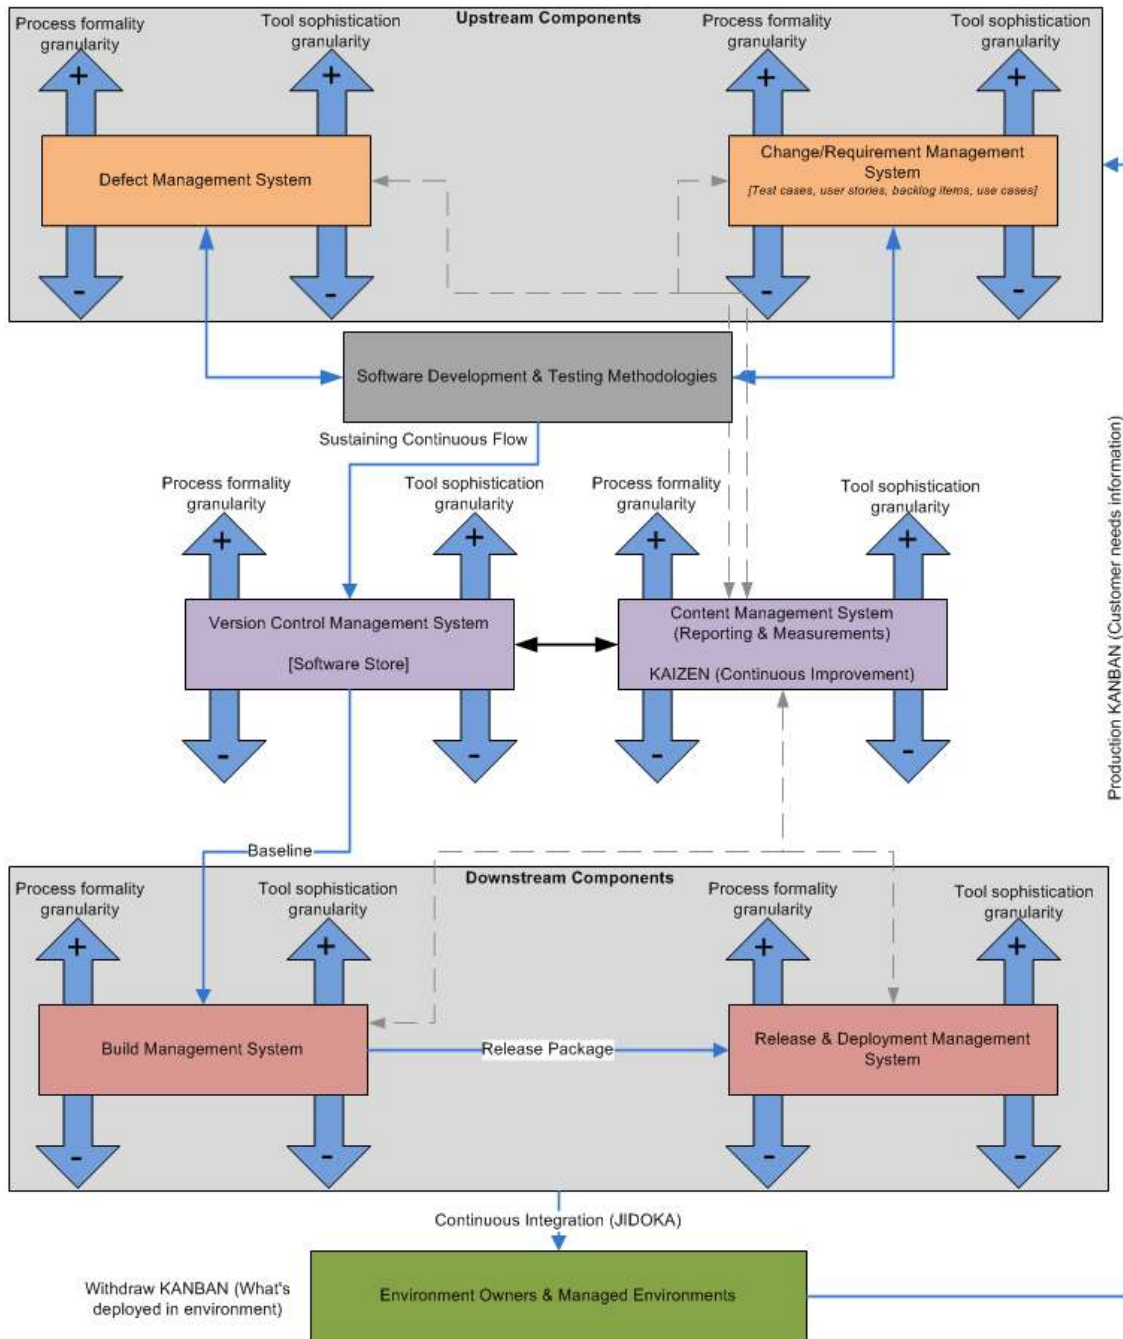 Upstream Components
Process formality
granularity
Tool sophistication
granularity
Process formality
granularity
Tool sophistication
granularity
+
+
+
+
Defect Management System
Change/Requirement Management
System
[Test cases, user stories, backlog items, use cases]
-
-
-
-
Software Development & Testing Methodologies
Sustaining Continuous Flow
Process formality
granularity
Tool sophistication
granularity
Process formality
granularity
Tool sophistication
granularity
+
+
+
+
Version Control Management System
[Software Store]
Content Management System
(Reporting & Measurements)
KAIZEN (Continuous Improvement)
-
-
-
-
Production KANBAN (Customer needs information)
Baseline
Downstream Components
Process formality
granularity
Tool sophistication
granularity
Process formality
granularity
Tool sophistication
granularity
+
+
+
+
Build Management System
Release Package
Release & Deployment Management
System
-
-
-
-
Continuous Integration (JIDOKA)
Withdraw KANBAN (What's
deployed in environment)
Environment Owners & Managed Environments